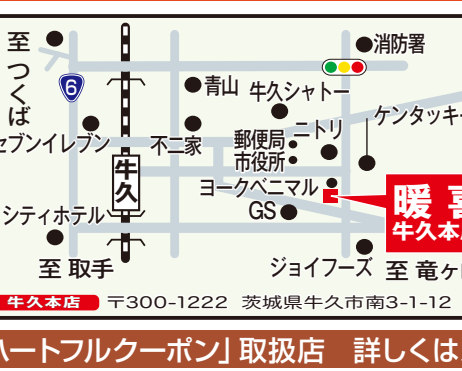 至つくば
消防署
6
青山
牛久シャトー
ケンタッキー
セブンイレブン
不二家
郵便局
ニトリ
市役所
牛久
ヨークベニマル
シティホテル
GS
暖 喜
牛久本店
至 取手
ジョイフーズ
至 竜ヶ
牛久本店 〒300-1222 茨城県牛久市南3-1-12
ハートフルクーポン」取扱店 詳しくは